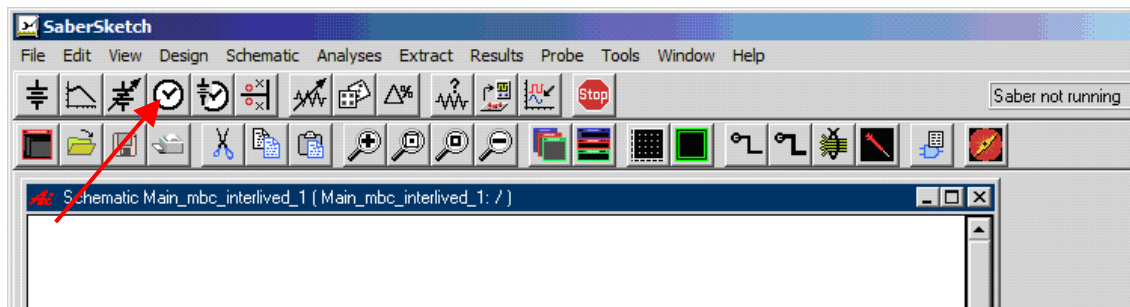 SaberSketch
File Edit View Design Schematic Analyses Extract Results Probe Tools Window Help
Stop
Saber not running
Schematic Main_mbc_interlived_1 ( Main_mbc_interlived_1: / )